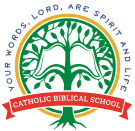 YOUR WORDS, LORD, ARE SPIRIT AND LIFE
CATHOLIC BIBLICAL SCHOOL